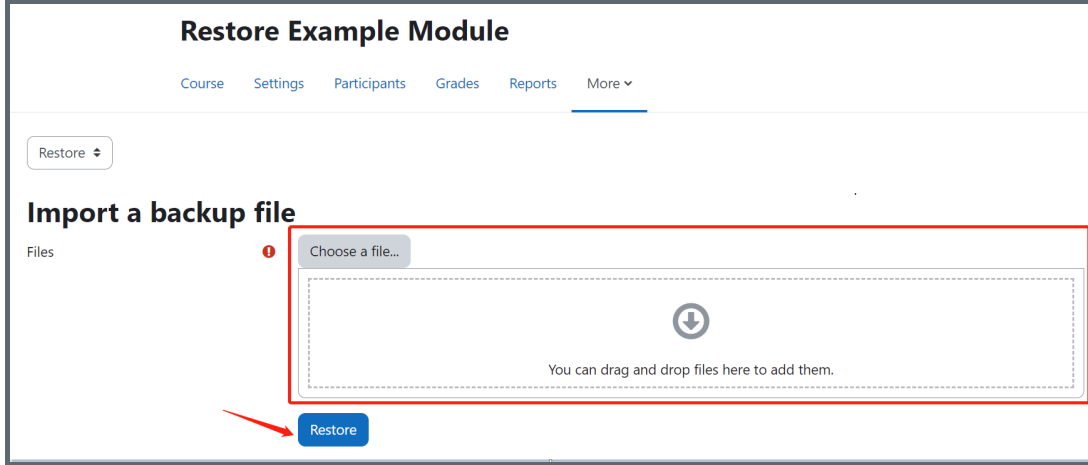 Restore Example Module
Course Settings Participants Grades Reports More
Restore
Import a backup file
Files Choose a file...
You can drag and drop files here to add them.
Restore